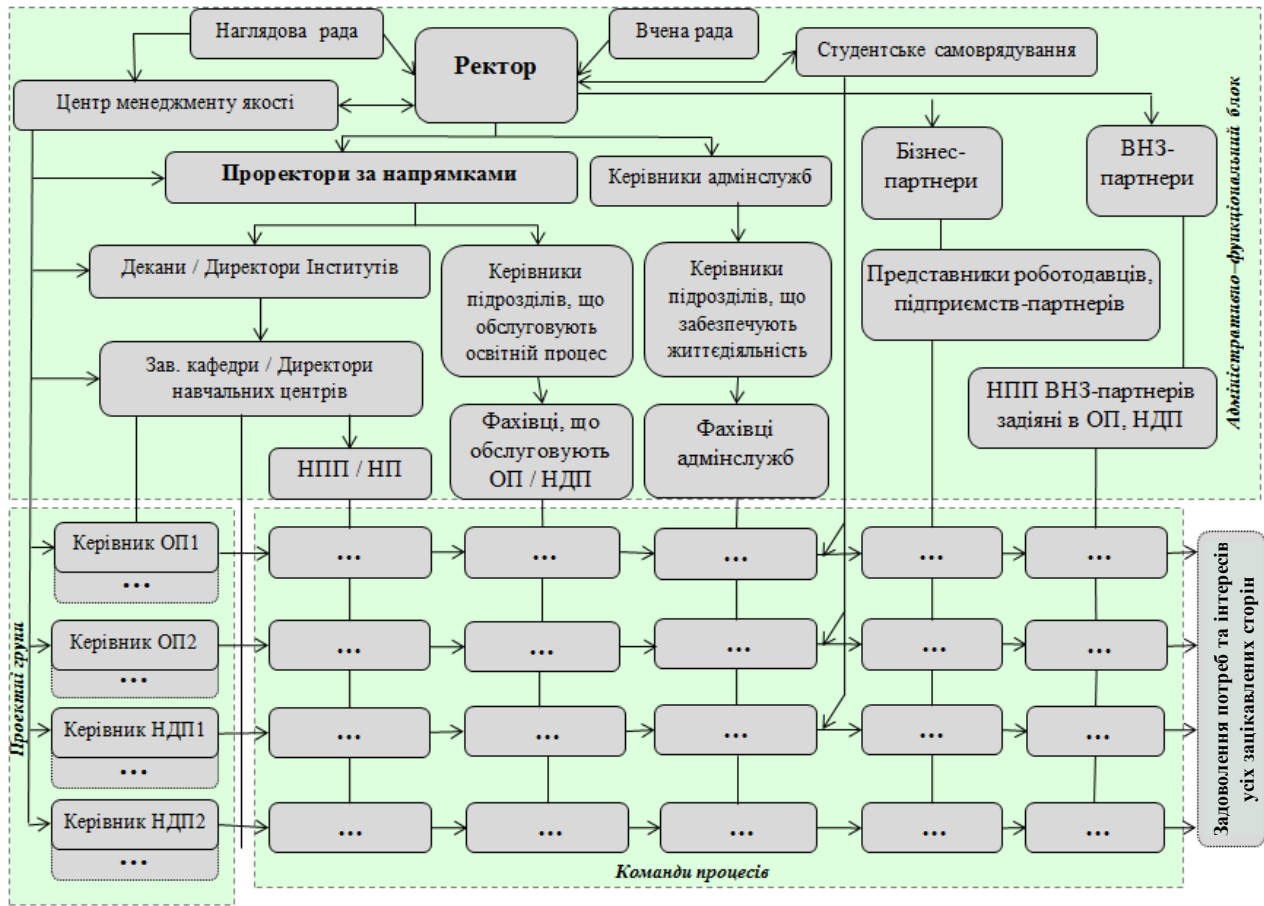 Наглядова рада
Вчена рада
Ректор
Студентське самоврядування
Центр менеджменту якості
Проректори за напрямками
Керівники адмінслужб
Бізнес-
партнери
ВНЗ-
партнери
Декани / Директори Інститутів
Керівники
підрозділів, що
обслуговують
освітній процес
Керівники
підрозділів, що
забезпечують
життєдіяльність
Представники роботодавців,
підприємств-партнерів
Зав. кафедри / Директори
навчальних центрів
НПП ВНЗ-партнерів
задіяні в ОП, НДП
НПП / НП
Фахівці, що
обслуговують
ОП / НДП
Фахівці
адмінслужб
Адміністративно–функціональний блок
Проектні групи
Керівник ОП1
...
... ... ... ... ...
Керівник ОП2
...
... ... ... ... ...
Керівник НДП1
...
... ... ... ... ...
Керівник НДП2
...
... ... ... ... ...
Команди процесів
Задоволення потреб та інтересів
усіх зацікавлених сторін